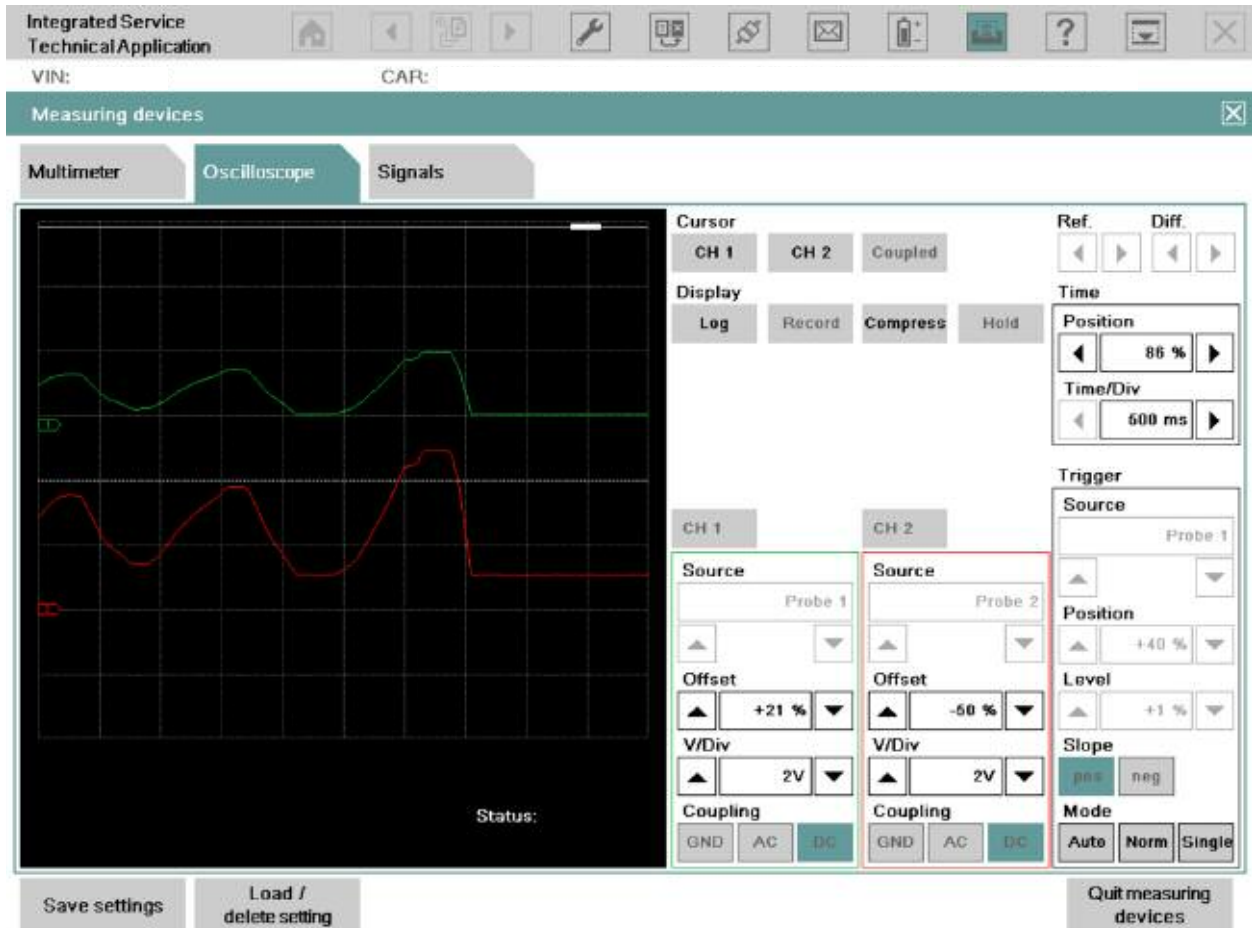 Integrated Service
Technical Application
VIN:
CAR:
Measuring devices
Multimeter
Oscilloscope
Signals
Cursor
CH 1
CH 2
Coupled
Ref.
Diff.
Display
Log
Record
Compress
Hold
Time
Position
86 %
Time/Div
500 ms
Trigger
Source
Probe 1
Position
+40 %
Level
+1 %
Slope
pos
neg
Mode
Auto
Norm
Single
CH 1
Source
Probe 1
Offset
+21 %
V/Div
2V
Coupling
GND
AC
DC
CH 2
Source
Probe 2
Offset
-50 %
V/Div
2V
Coupling
GND
AC
DC
Status:
Save settings
Load /
delete setting
Quit measuring
devices